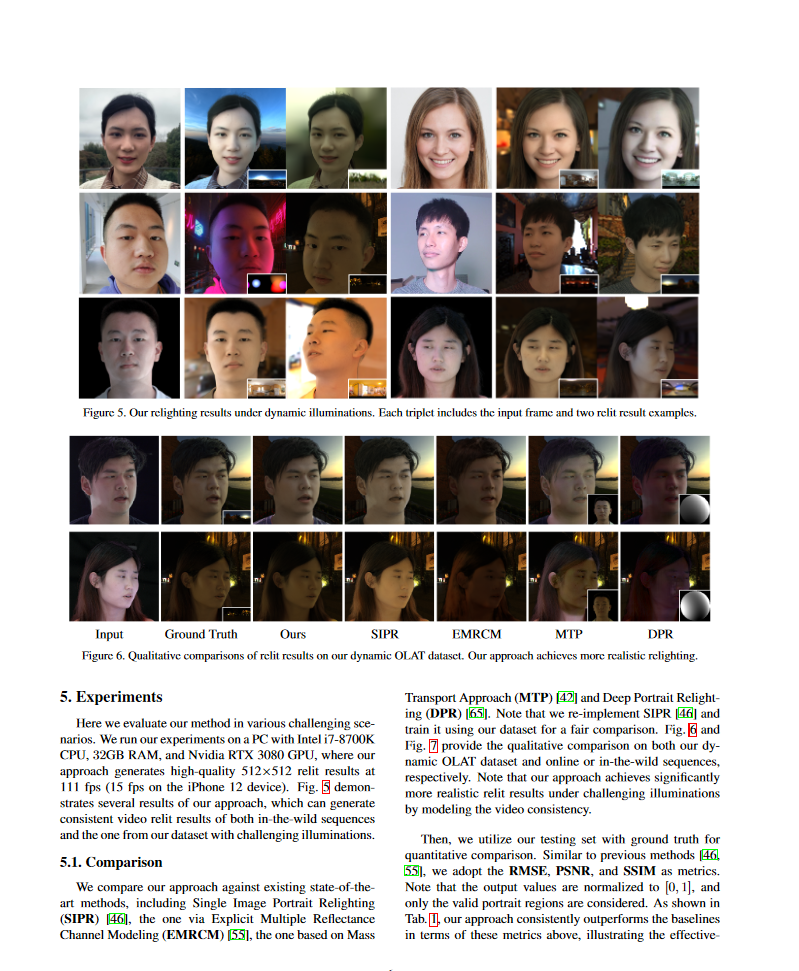 Figure 5. Our relighting results under dynamic illuminations. Each triplet includes the input frame and two relit result examples.
Input Ground Truth Ours SIPR EMRCM MTP DPR
Figure 6. Qualitative comparisons of relit results on our dynamic OLAT dataset. Our approach achieves more realistic relighting.
5. Experiments
Here we evaluate our method in various challenging sce-
narios. We run our experiments on a PC with Intel i7-8700K
CPU, 32GB RAM, and Nvidia RTX 3080 GPU, where our
approach generates high-quality 512×512 relit results at
111 fps (15 fps on the iPhone 12 device). Fig. 5 demon-
strates several results of our approach, which can generate
consistent video relit results of both in-the-wild sequences
and the one from our dataset with challenging illuminations.
5.1. Comparison
We compare our approach against existing state-of-the-
art methods, including Single Image Portrait Relighting
(SIPR) [46], the one via Explicit Multiple Reflectance
Channel Modeling (EMRCM) [55], the one based on Mass
Transport Approach (MTP) [42] and Deep Portrait Relight-
ing (DPR) [65]. Note that we re-implement SIPR [46] and
train it using our dataset for a fair comparison. Fig. 6 and
Fig. 7 provide the qualitative comparison on both our dy-
namic OLAT dataset and online or in-the-wild sequences,
respectively. Note that our approach achieves significantly
more realistic relit results under challenging illuminations
by modeling the video consistency.
Then, we utilize our testing set with ground truth for
quantitative comparison. Similar to previous methods [46,
55], we adopt the RMSE, PSNR, and SSIM as metrics.
Note that the output values are normalized to [0, 1], and
only the valid portrait regions are considered. As shown in
Tab. 1, our approach consistently outperforms the baselines
in terms of these metrics above, illustrating the effective-